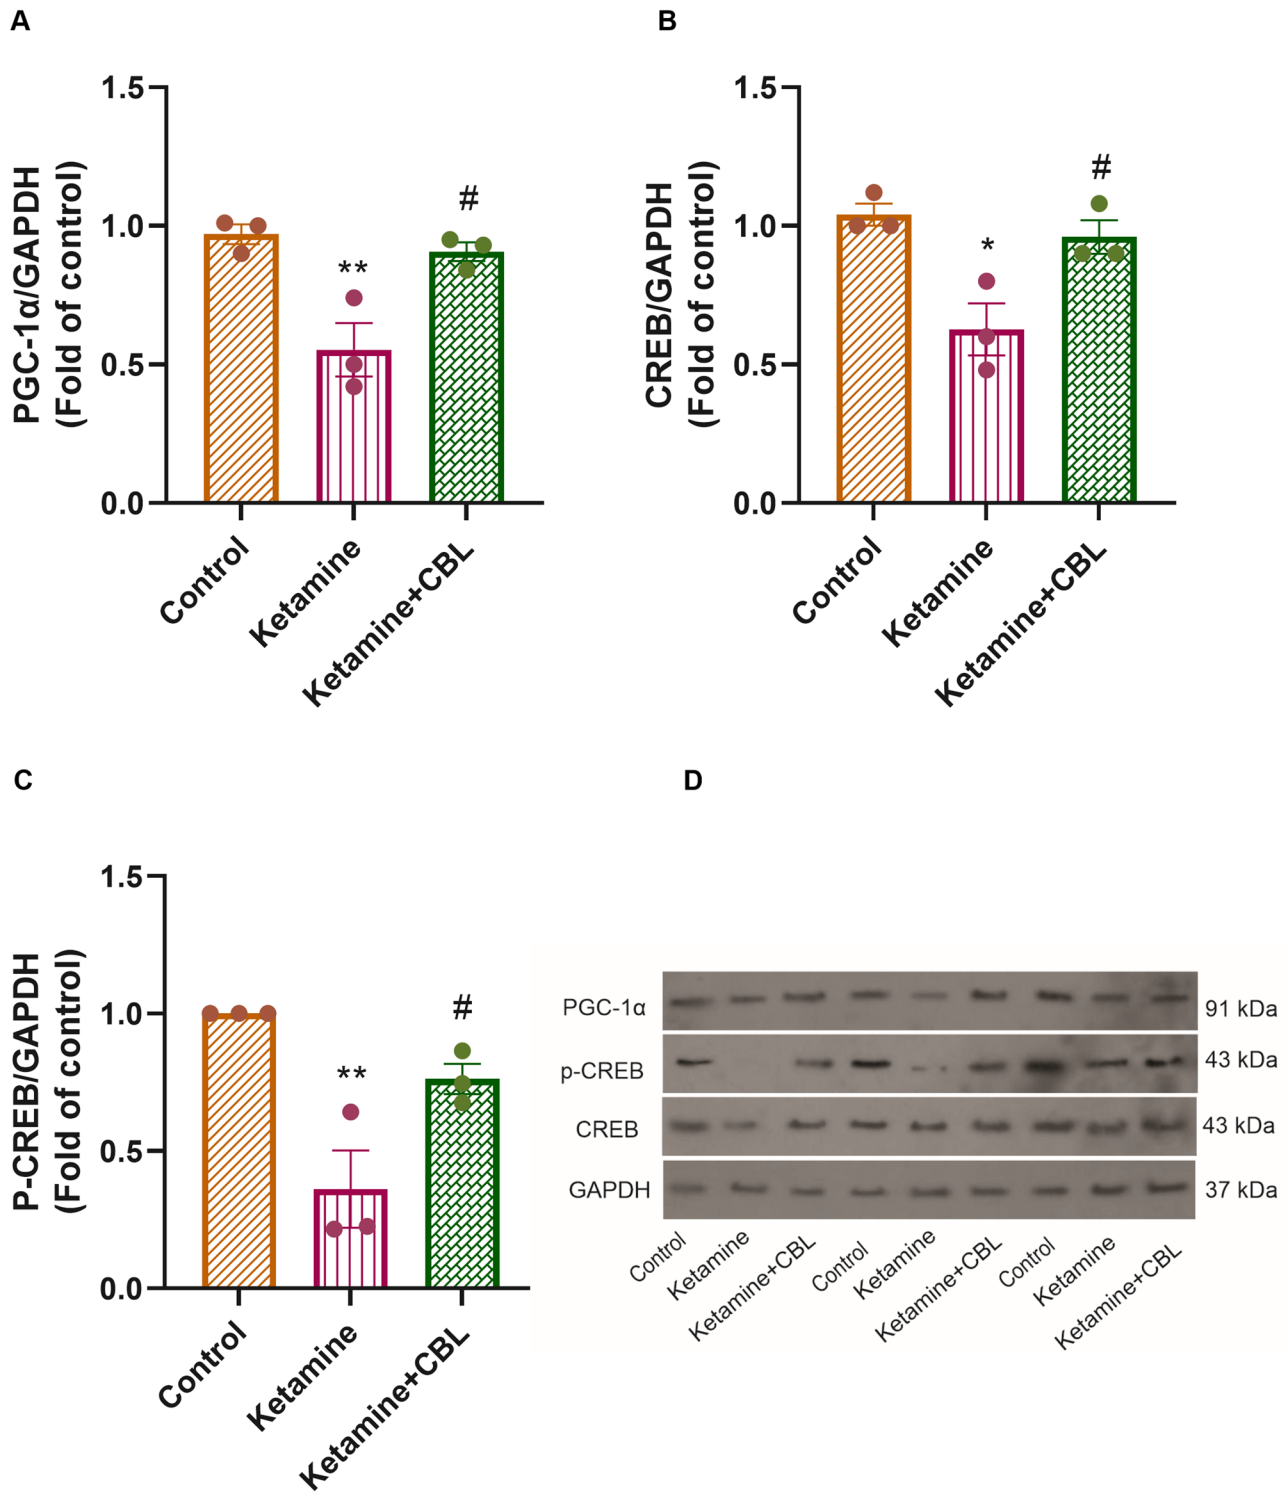 A
PGC-1α/GAPDH
(Fold of control)
1.5
1.0
0.5
0.0
**
#
Control
Ketamine
Ketamine+CBL
B
CREB/GAPDH
(Fold of control)
1.5
1.0
0.5
0.0
*
#
Control
Ketamine
Ketamine+CBL
C
P-CREB/GAPDH
(Fold of control)
1.5
1.0
0.5
0.0
**
#
Control
Ketamine
Ketamine+CBL
D
PGC-1α 91 kDa
p-CREB 43 kDa
CREB 43 kDa
GAPDH 37 kDa
Control
Ketamine
Ketamine+CBL
Control
Ketamine
Ketamine+CBL
Control
Ketamine
Ketamine+CBL